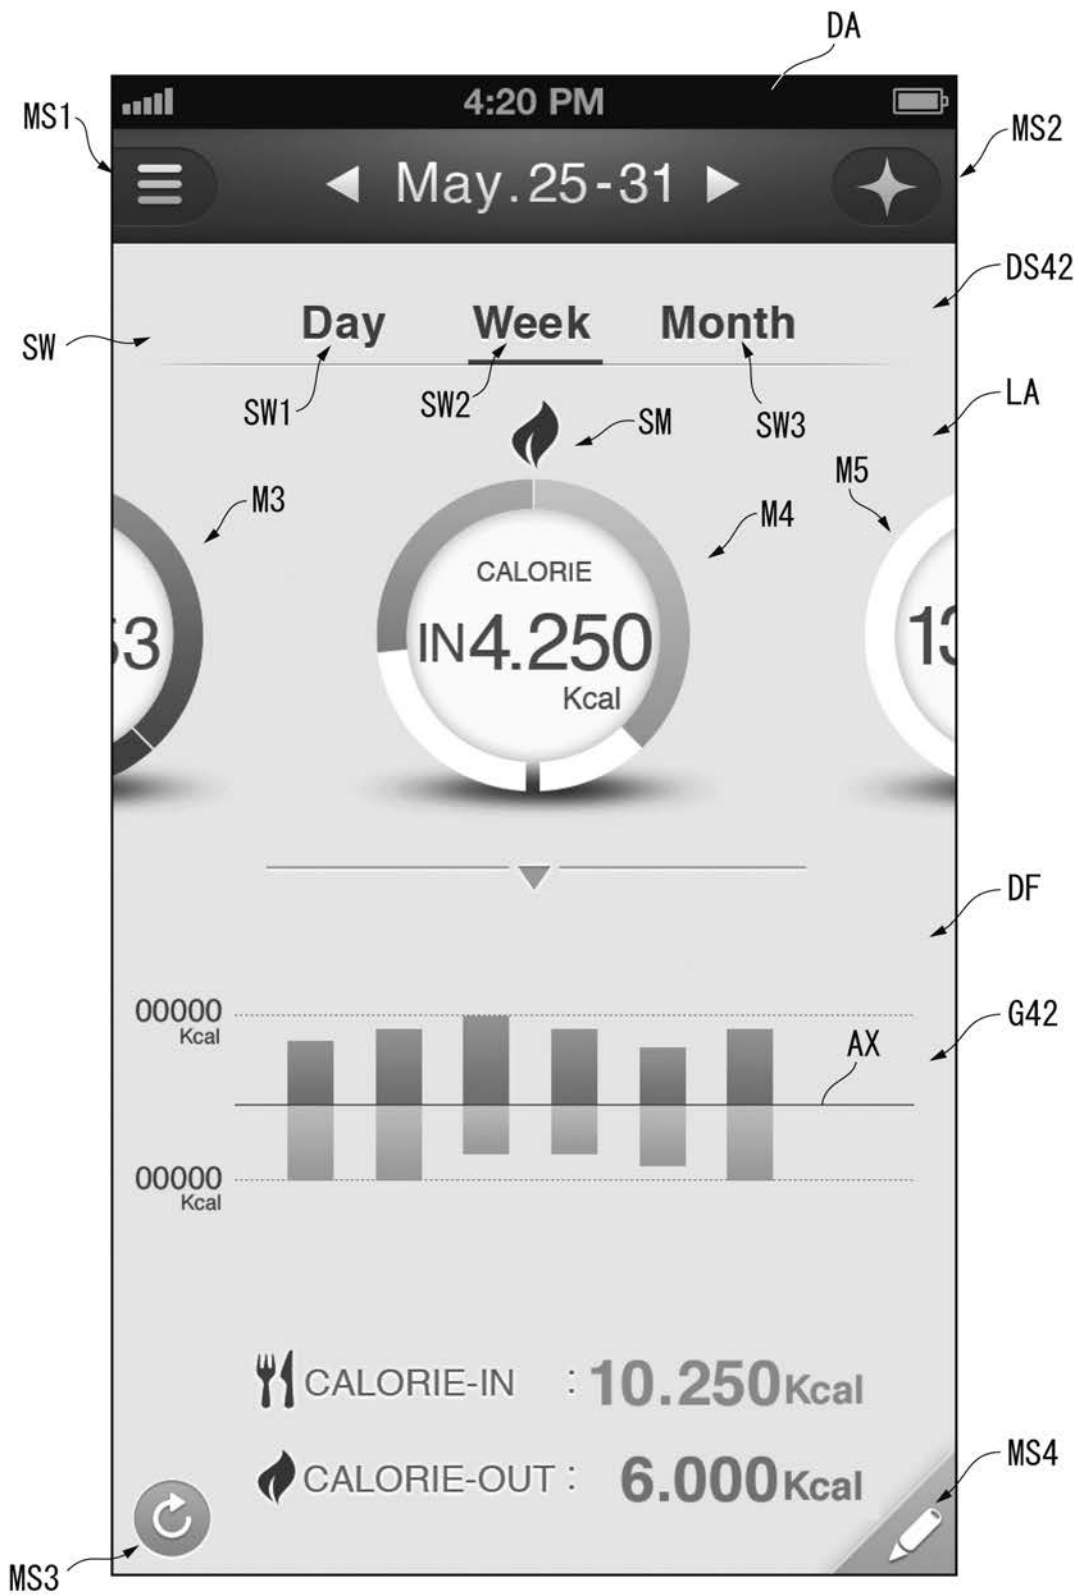 DA
4:20 PM
MS1
MS2
May.25-31
DS42
Day Week Month
SW
SW1
SW2
SW3
LA
SM
M3
M5
M4
CALORIE
IN4.250
Kcal
53
13
DF
00000
Kcal
G42
AX
00000
Kcal
CALORIE-IN : 10.250Kcal
CALORIE-OUT : 6.000Kcal
MS4
MS3